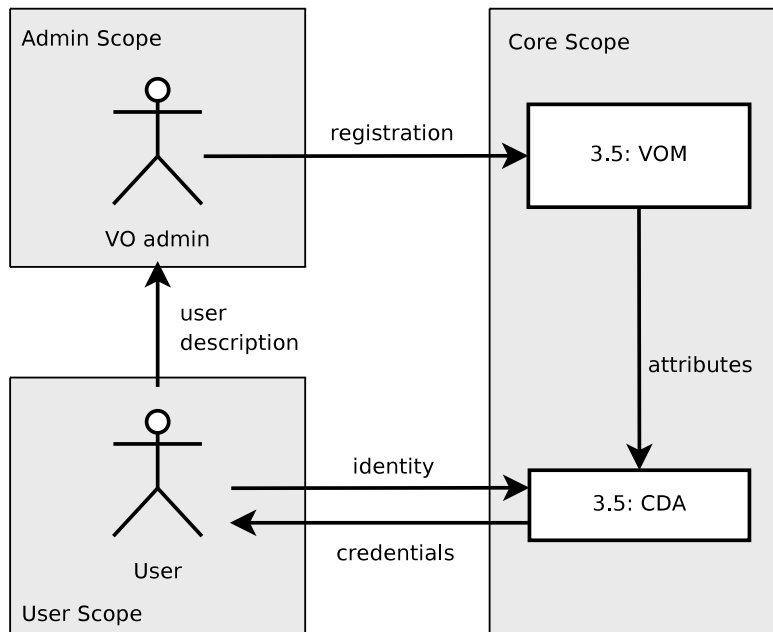 Admin Scope
Core Scope
registration
3.5: VOM
VO admin
user
description
attributes
identity
3.5: CDA
credentials
User
User Scope